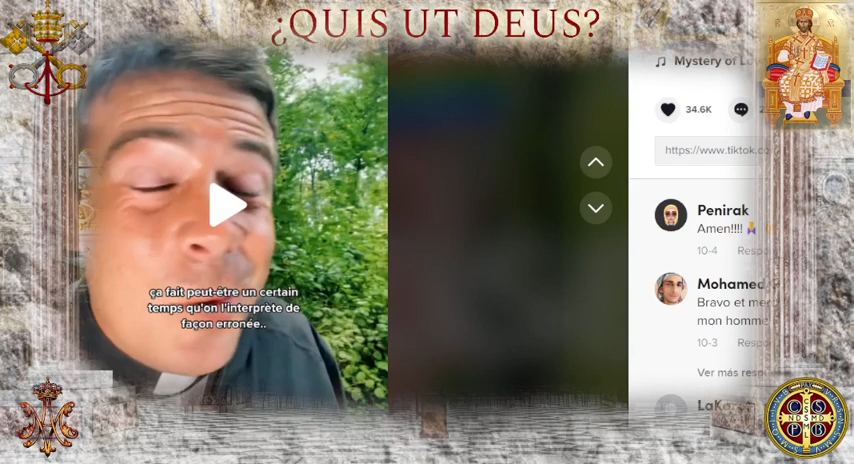 ¿QUIS UT DEUS?
ça fait peut-être un certain
temps qu'on l'interprète de
façon erronée..
Mystery of
34.6K
https://www.tiktok.co
Penirak
Amen!!!!
10-4
Mohamed
Bravo et
mon homme
10-3
Ver más